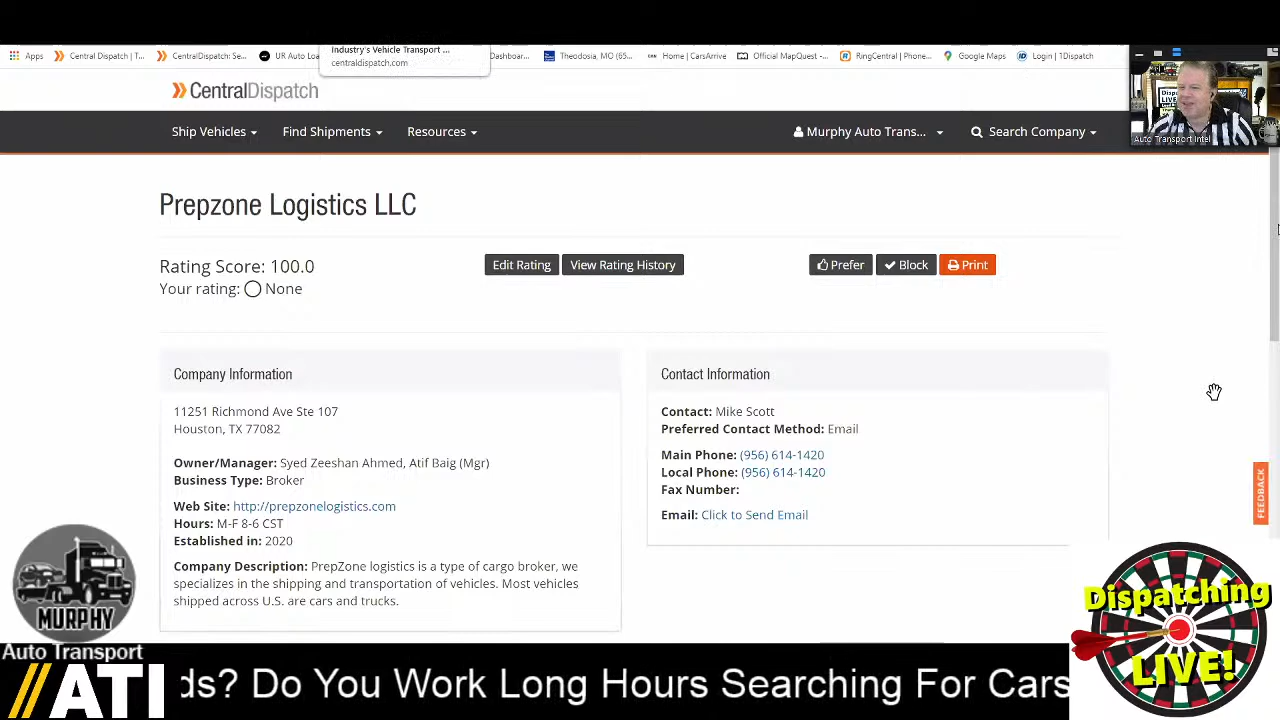 Industry's Vehicle Transport ...
centraldispatch.com
Apps
Central Dispatch | T...
CentralDispatch: Se...
UR Auto Loa
Dashboar...
Theodosia, MO (65...
Home | CarsArrive
Official MapQuest -...
RingCentral | Phone...
Google Maps
Login | 1Dispatch
CentralDispatch
Ship Vehicles
Find Shipments
Resources
Murphy Auto Trans...
Search Company
Auto Transport Intel
Prepzone Logistics LLC
Rating Score: 100.0
Your rating: None
Edit Rating
View Rating History
Prefer
Block
Print
Company Information
11251 Richmond Ave Ste 107
Houston, TX 77082
Owner/Manager: Syed Zeeshan Ahmed, Atif Baig (Mgr)
Business Type: Broker
Web Site: http://prepzonelogistics.com
Hours: M-F 8-6 CST
Established in: 2020
Company Description: PrepZone logistics is a type of cargo broker, we
specializes in the shipping and transportation of vehicles. Most vehicles
shipped across U.S. are cars and trucks.
Contact Information
Contact: Mike Scott
Preferred Contact Method: Email
Main Phone: (956) 614-1420
Local Phone: (956) 614-1420
Fax Number:
Email: Click to Send Email
FEEDBACK
MURPHY
Auto Transport
//ATI
Dispatching
LIVE!
ds? Do You Work Long Hours Searching For Cars